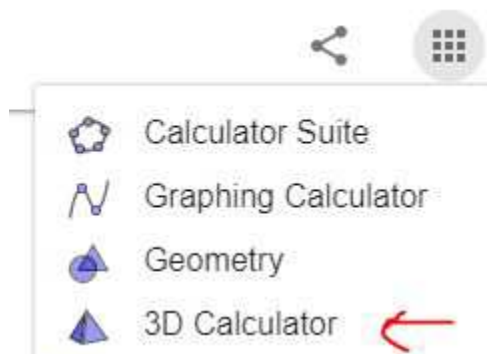 Calculator Suite
Graphing Calculator
Geometry
3D Calculator